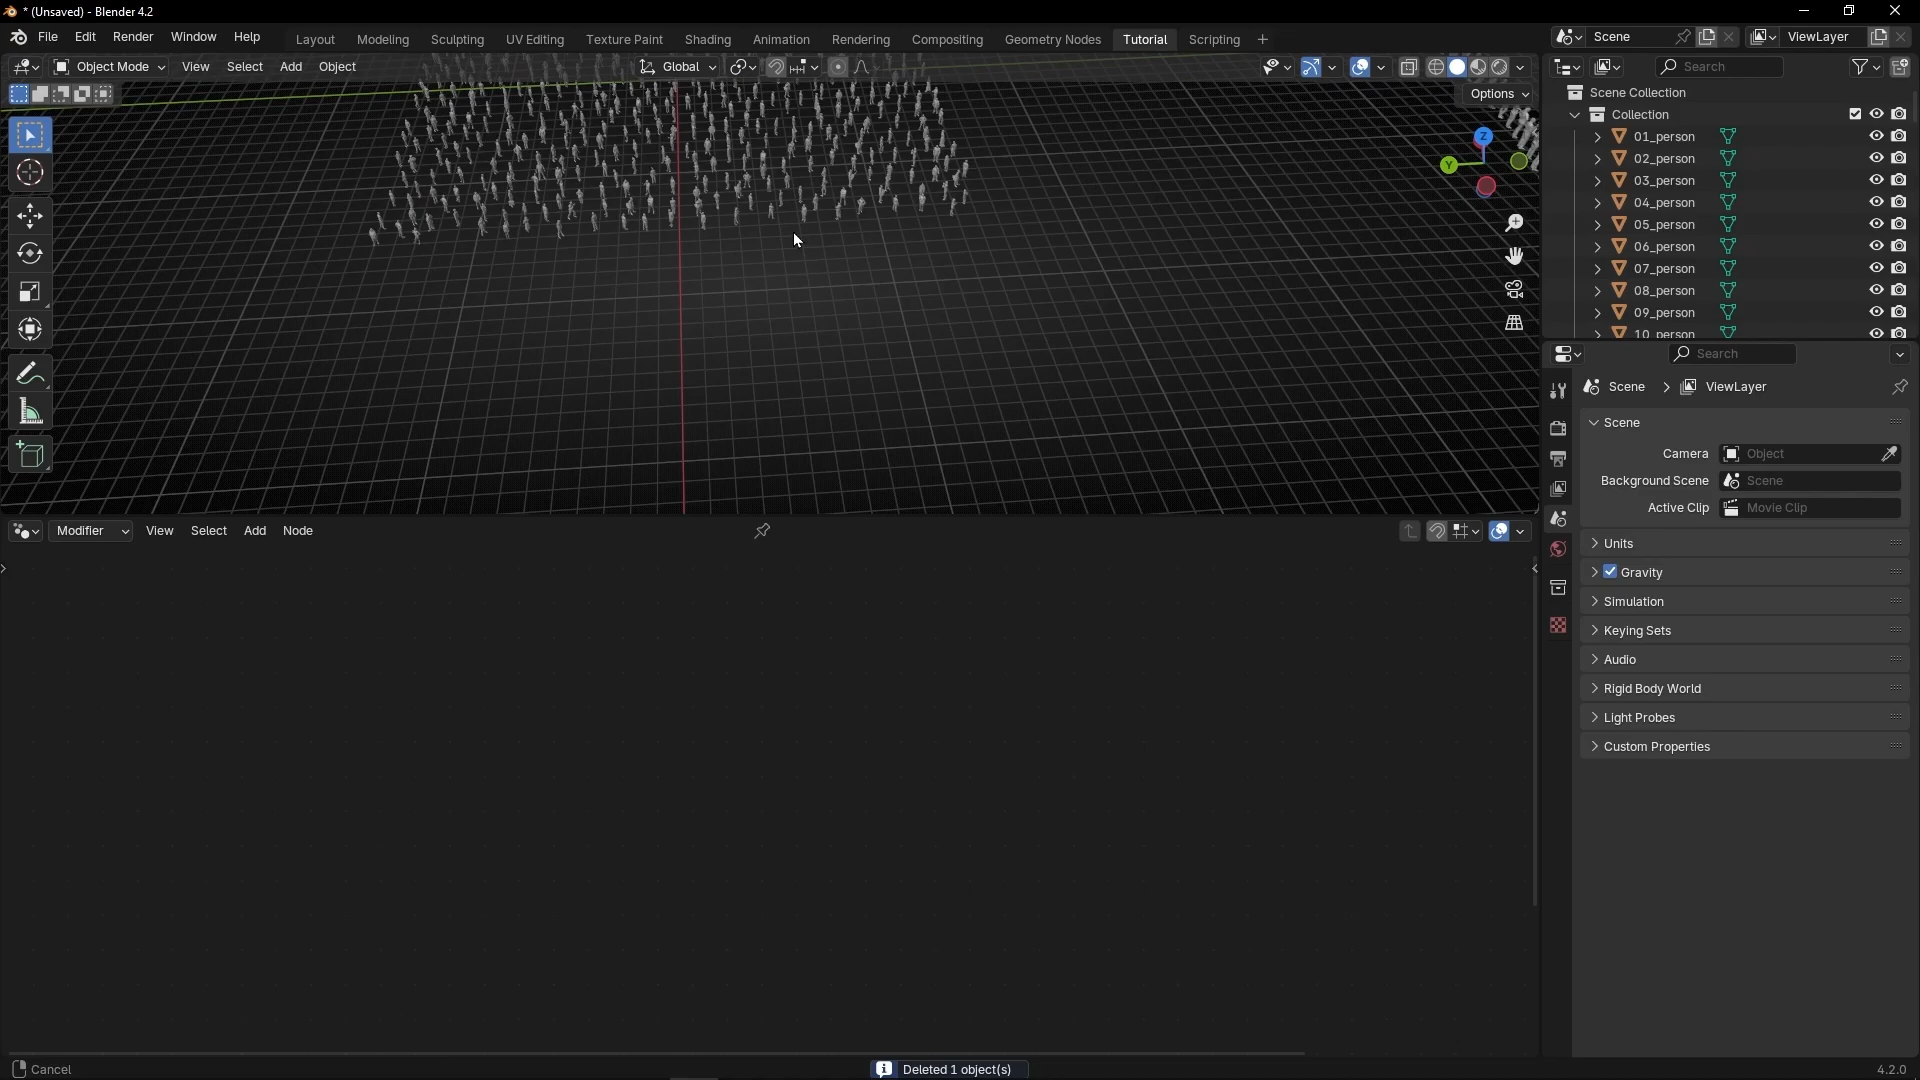 * (Unsaved) - Blender 4.2
File Edit Render Window Help
Layout Modeling Sculpting UV Editing Texture Paint Shading Animation Rendering Compositing Geometry Nodes Tutorial Scripting
Scene
ViewLayer
Object Mode View Select Add Object
Global
Search
Options
Scene Collection
Collection
01_person
02_person
03_person
04_person
05_person
06_person
07_person
08_person
09_person
10_person
Z
Y
Search
Scene ViewLayer
Scene
Camera Object
Background Scene Scene
Active Clip Movie Clip
Units
Gravity
Simulation
Keying Sets
Audio
Rigid Body World
Light Probes
Custom Properties
Modifier View Select Add Node
Cancel
Deleted 1 object(s)
4.2.0